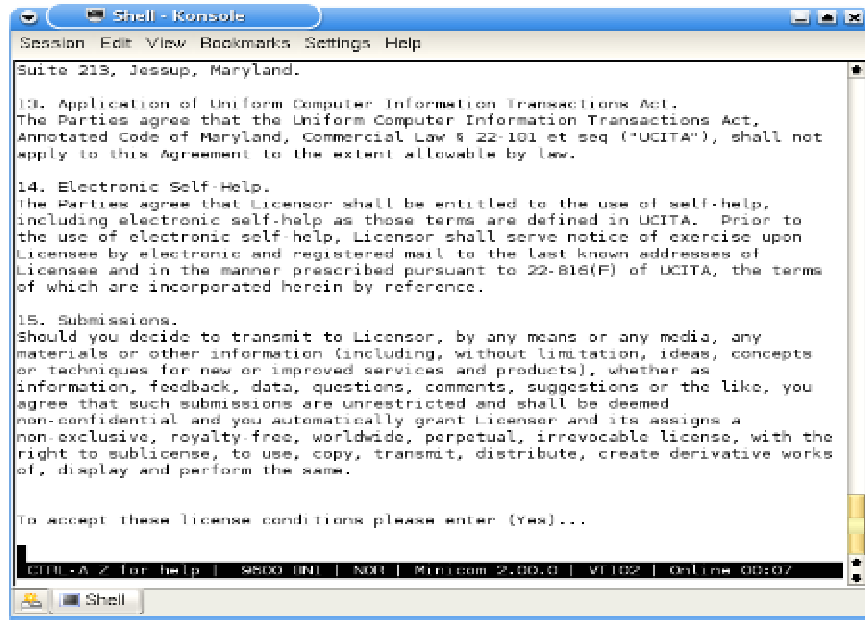 Shell - Konsole
Session Edit View Bookmarks Settings Help
Suite 213, Jessup, Maryland.
13. Application of Uniform Computer Information Transactions Act.
The Parties agree that the Uniform Computer Information Transactions Act,
Annotated Code of Maryland, Commercial Law § 22-101 et seq ("UCITA"), shall not
apply to this Agreement to the extent allowable by law.
14. Electronic Self-Help.
The Parties agree that Licensor shall be entitled to the use of self-help,
including electronic self-help as those terms are defined in UCITA. Prior to
the use of electronic self-help, Licensor shall serve notice of exercise upon
Licensee by electronic and registered mail to the last known addresses of
Licensee and in the manner prescribed pursuant to 22-816(F) of UCITA, the terms
of which are incorporated herein by reference.
15. Submissions.
Should you decide to transmit to Licensor, by any means or any media, any
materials or other information (including, without limitation, ideas, concepts
or techniques for new or improved services and products), whether as
information, feedback, data, questions, comments, suggestions or the like, you
agree that such submissions are unrestricted and shall be deemed
non-confidential and you automatically grant Licensor and its assigns a
non-exclusive, royalty-free, worldwide, perpetual, irrevocable license, with the
right to sublicense, to use, copy, transmit, distribute, create derivative works
of, display and perform the same.
To accept these license conditions please enter (Yes)...
CTRL-A Z for help | 9600 8N1 | NOR | Minicom 2.00.0 | VT102 | Online 00:07
Shell